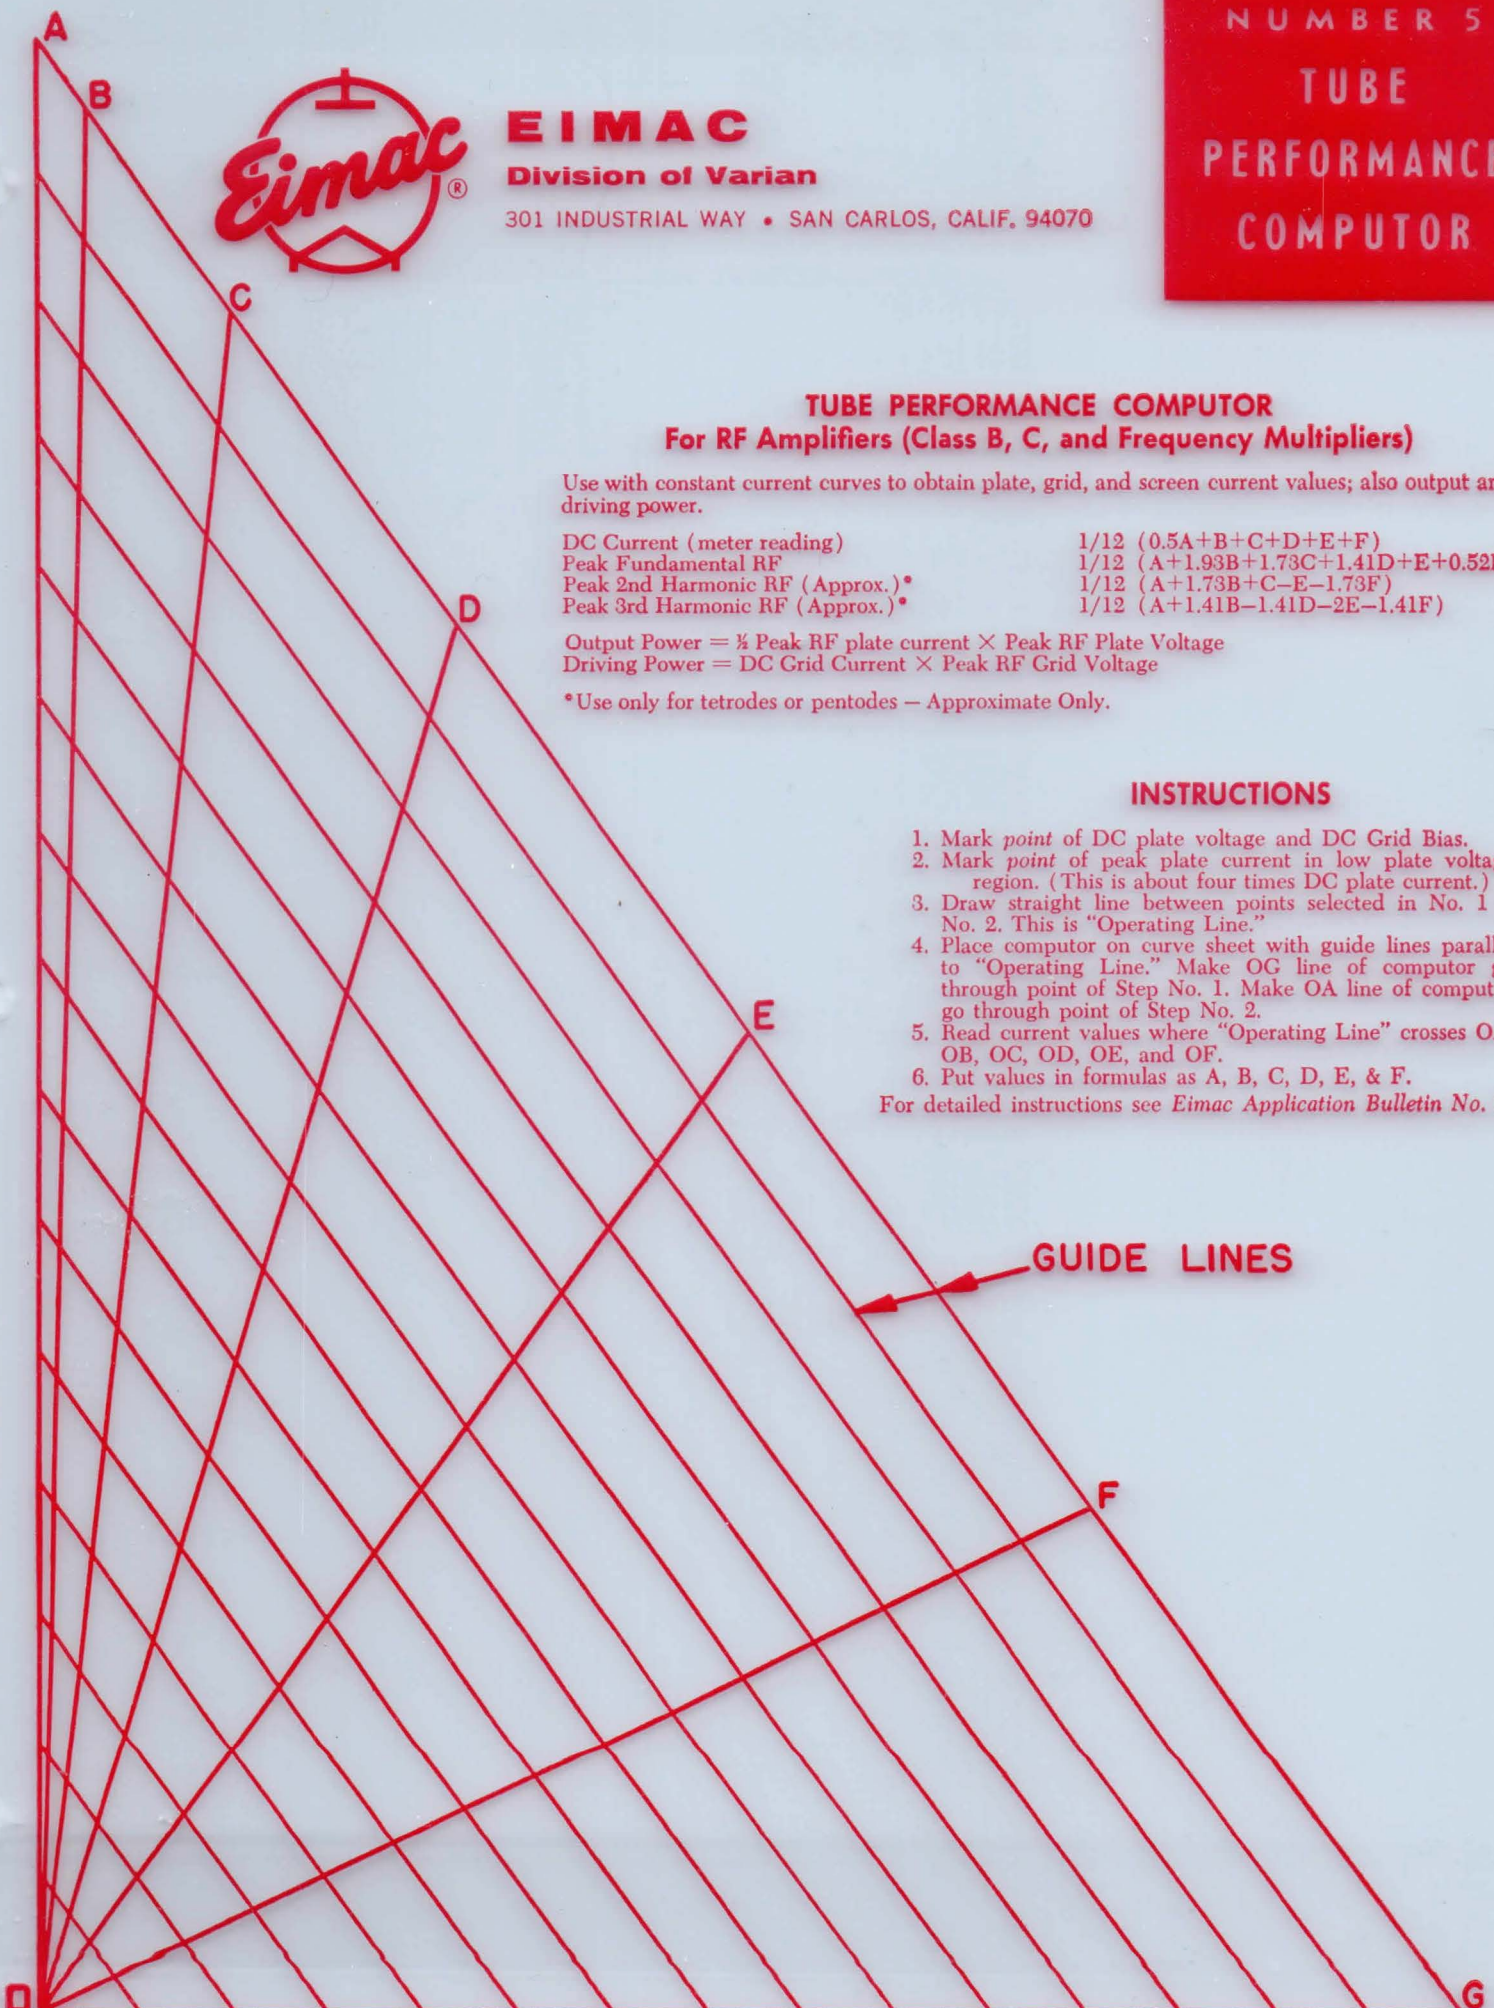 NUMBER 5
TUBE
PERFORMANCE
COMPUTOR
A
B
Eimac®
EIMAC
Division of Varian
301 INDUSTRIAL WAY • SAN CARLOS, CALIF. 94070
C
TUBE PERFORMANCE COMPUTOR
For RF Amplifiers (Class B, C, and Frequency Multipliers)
Use with constant current curves to obtain plate, grid, and screen current values; also output
driving power.
DC Current (meter reading) 1/12 (0.5A+B+C+D+E+F)
Peak Fundamental RF 1/12 (A+1.93B+1.73C+1.41D+E+0.52
Peak 2nd Harmonic RF (Approx.)* 1/12 (A+1.73B+C–E–1.73F)
Peak 3rd Harmonic RF (Approx.)* 1/12 (A+1.41B–1.41D–2E–1.41F)
D
Output Power = ½ Peak RF plate current × Peak RF Plate Voltage
Driving Power = DC Grid Current × Peak RF Grid Voltage
*Use only for tetrodes or pentodes — Approximate Only.
INSTRUCTIONS
1. Mark point of DC plate voltage and DC Grid Bias.
2. Mark point of peak plate current in low plate volta
region. (This is about four times DC plate current.)
3. Draw straight line between points selected in No. 1
No. 2. This is “Operating Line.”
4. Place computor on curve sheet with guide lines parall
to “Operating Line.” Make OG line of computor
through point of Step No. 1. Make OA line of comput
go through point of Step No. 2.
5. Read current values where “Operating Line” crosses O
OB, OC, OD, OE, and OF.
6. Put values in formulas as A, B, C, D, E, & F.
For detailed instructions see Eimac Application Bulletin No.
E
GUIDE LINES
F
O
G